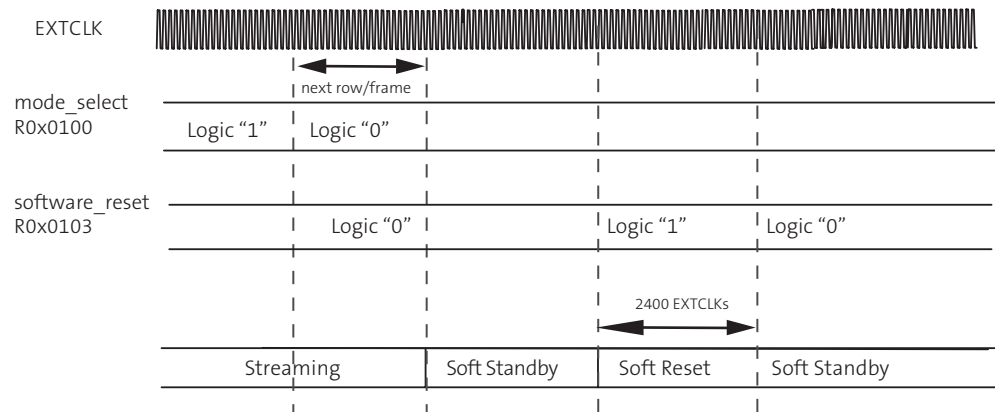 EXTCLK
next row/frame
mode_select
R0x0100
Logic “1” Logic “0”
software_reset
R0x0103
Logic “0” Logic “1” Logic “0”
2400 EXTCLKs
Streaming Soft Standby Soft Reset Soft Standby